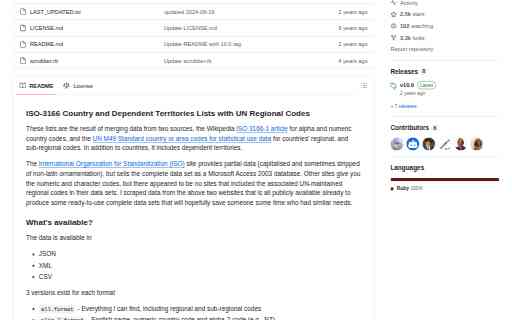 LAST_UPDATED.txt updated 2024-08-19 2 years ago
LICENSE.md Update LICENSE.md
README.md Update README with 10.0 tag 2 years ago
scrubber.rb Update scrubber.rb 4 years ago
README License
ISO-3166 Country and Dependent Territories Lists with UN Regional Codes
These lists are the result of merging data from two sources, the Wikipedia ISO 3166-1 article for alpha and numeric
country codes, and the UN M49 Standard country or area codes for statistical use data for countries' regional, and
sub-regional codes. In addition to countries, it includes dependent territories.
The International Organization for Standardization (ISO) site provides partial data (capitalised and sometimes stripped
of non-latin ornamentation), but sells the complete data set as a Microsoft Access 2003 database. Other sites give you
the numeric and character codes, but there appeared to be no sites that included the associated UN-maintained
regional codes in their data sets. I scraped data from the above two websites that is all publicly available already to
produce some ready-to-use complete data sets that will hopefully save someone some time who had similar needs.
What's available?
The data is available in
JSON
XML
CSV
3 versions exist for each format
all.format - Everything I can find, including regional and sub-regional codes
Activity
2.5k stars
forks
Report repository
Releases 8
v10.0 Latest
2 years ago
+ 7 releases
Contributors 6
Languages
Ruby 100%